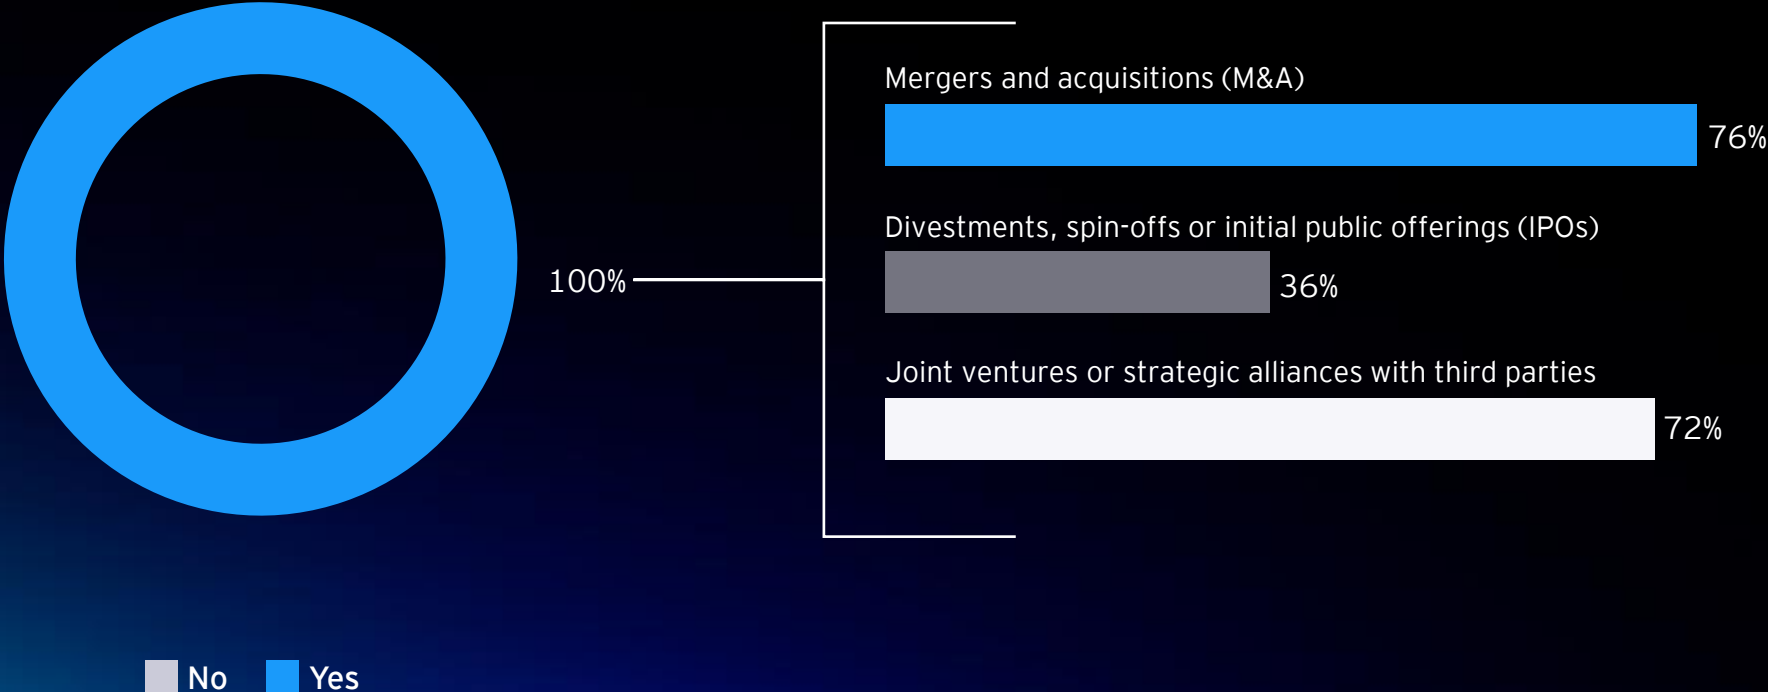 100%
Mergers and acquisitions (M&A)
76%
Divestments, spin-offs or initial public offerings (IPOs)
36%
Joint ventures or strategic alliances with third parties
72%
No
Yes